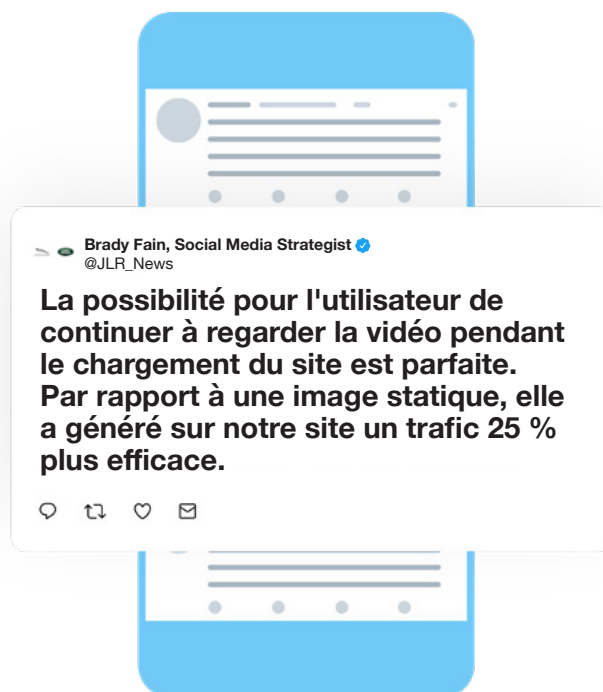 Brady Fain, Social Media Strategist
@JLR_News
La possibilité pour l'utilisateur de
continuer à regarder la vidéo pendant
le chargement du site est parfaite.
Par rapport à une image statique, elle
a généré sur notre site un trafic 25 %
plus efficace.